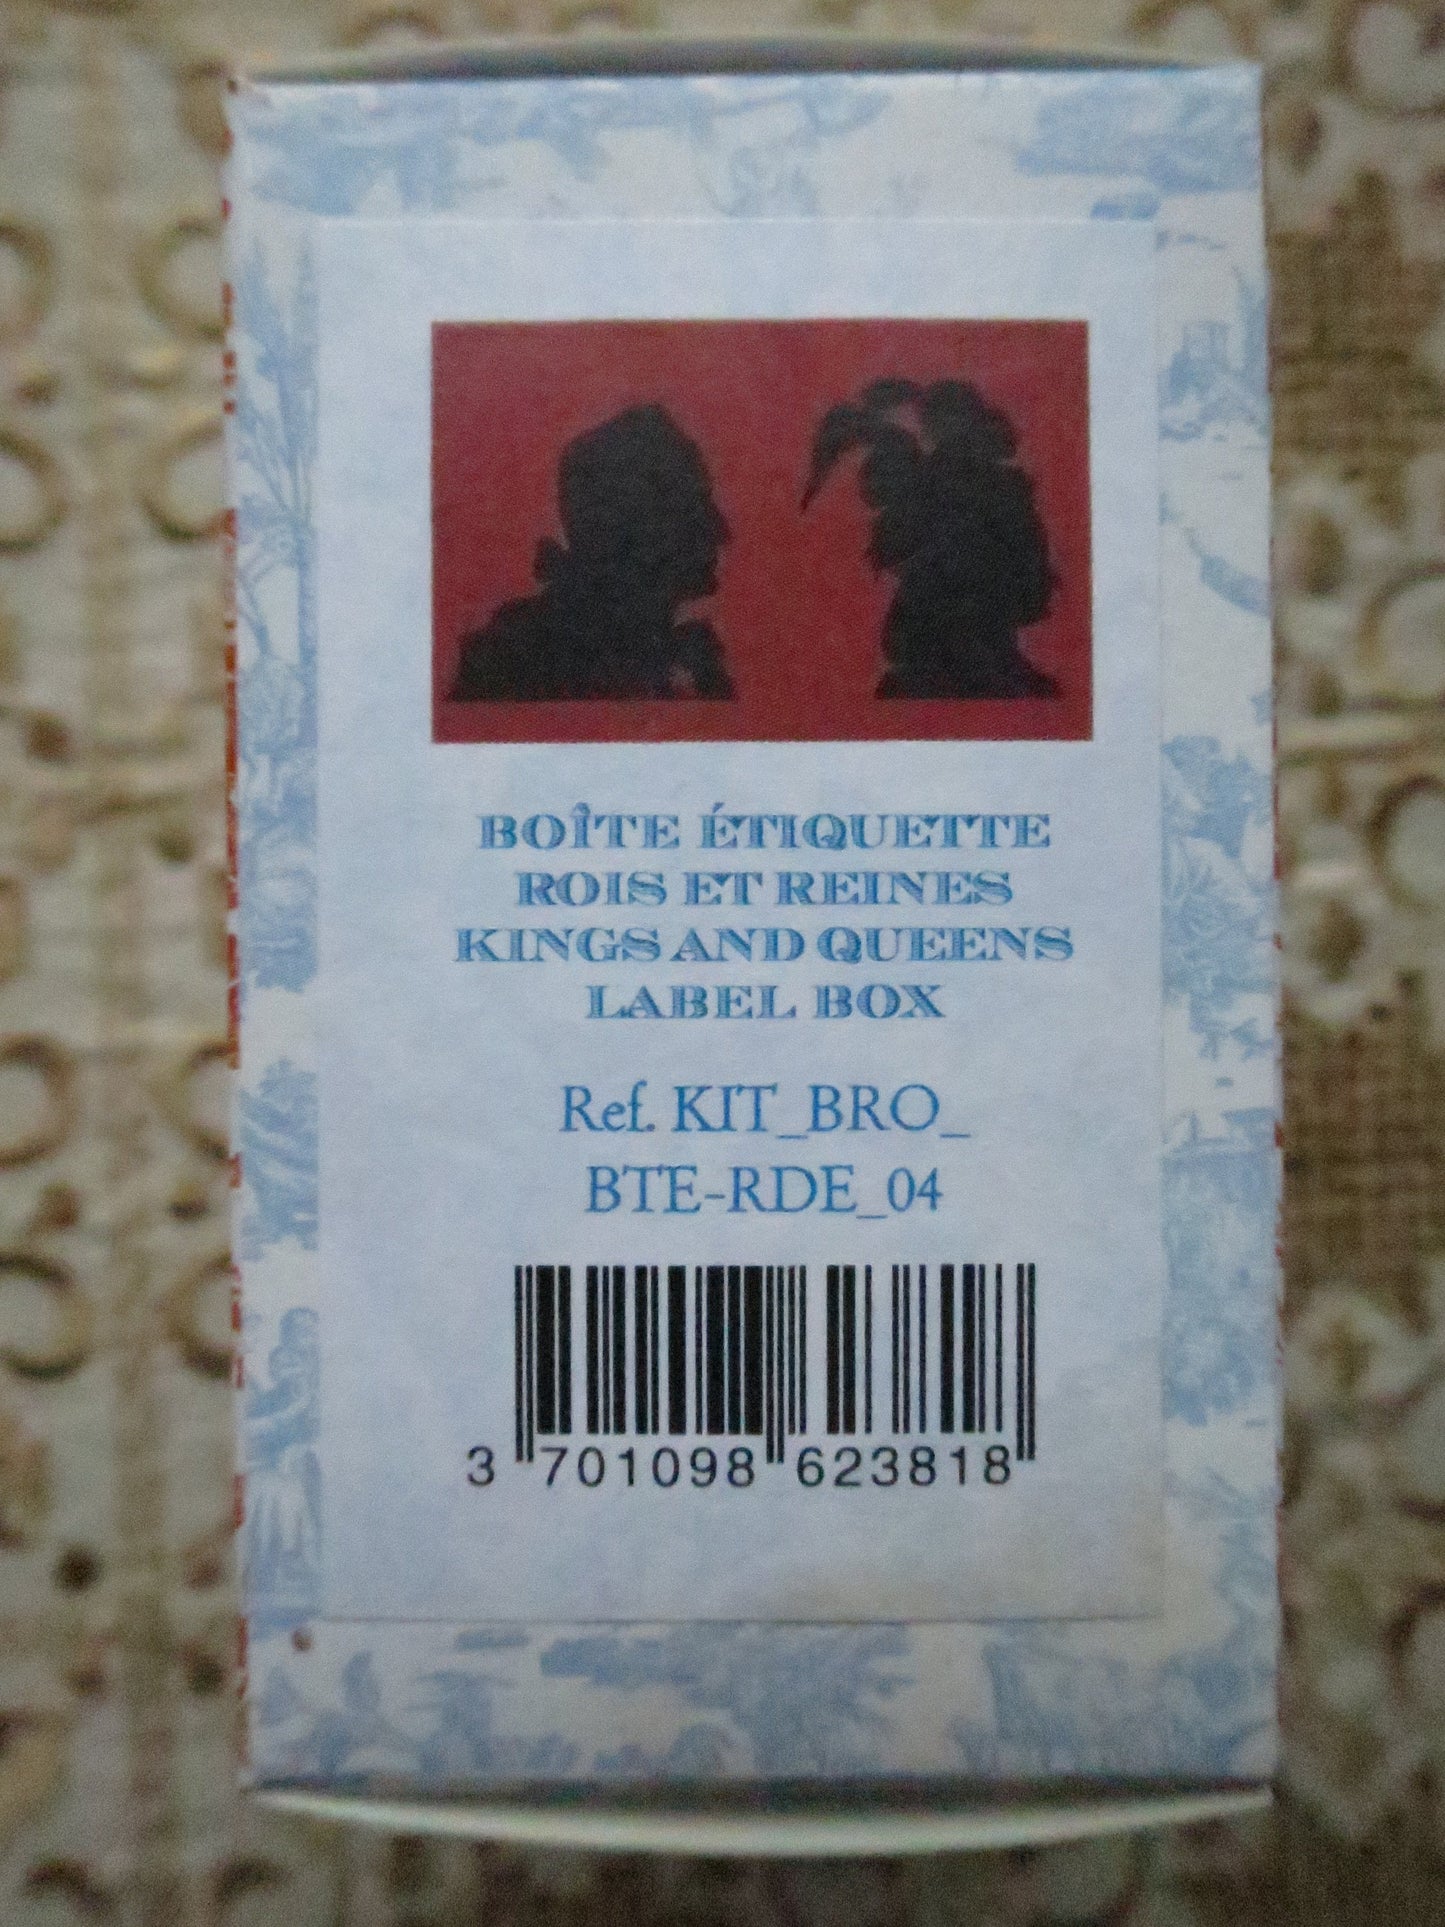 BOÎTE ÉTIQUETTE
ROIS ET REINES
KINGS AND QUEENS
LABEL BOX
Ref. KIT_BRO_
BTE-RDE_04
3 701098 623818